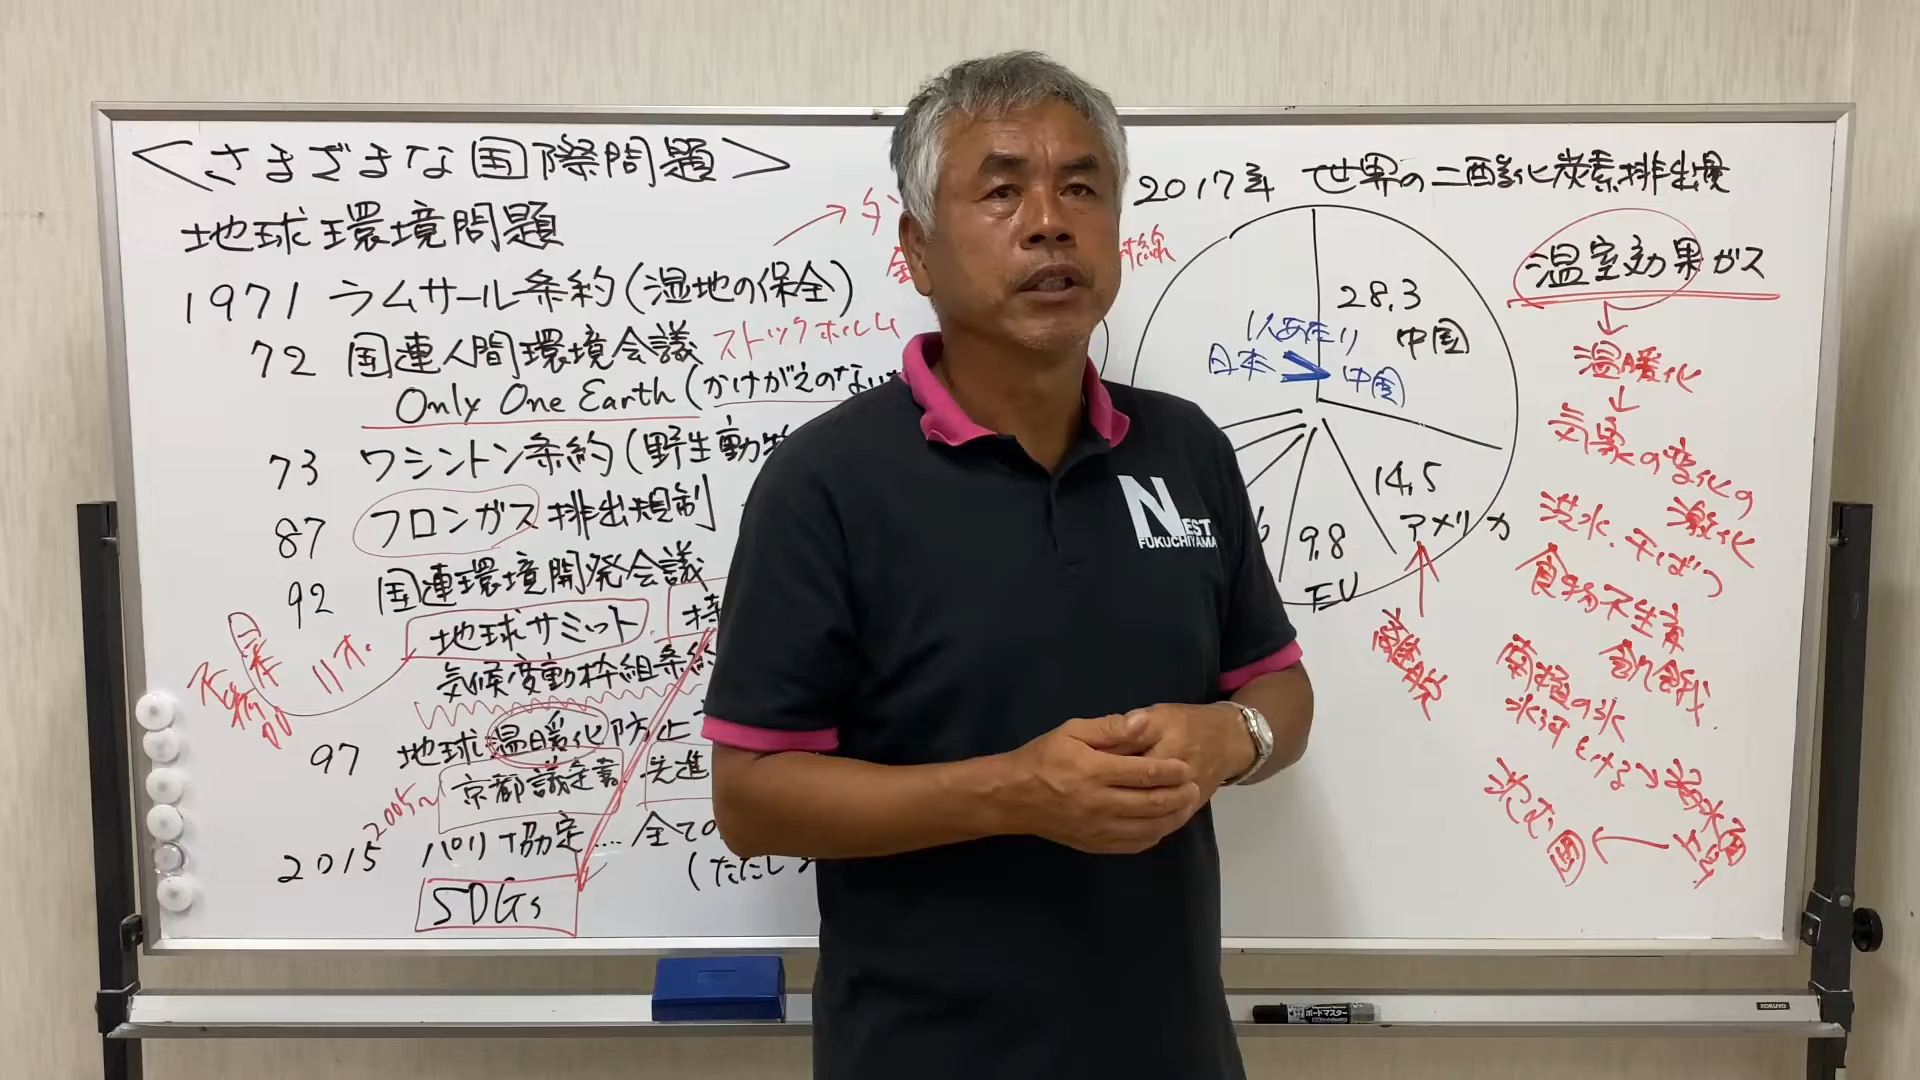 <さまざまな国際問題>
地球環境問題
1971 ラムサール条約(湿地の保全)
72 国連人間環境会議 ストックホルム
Only One Earth (かけがえのない
73 ワシントン条約(野生動物
87 フロンガス排出規制
92 国連環境開発会議
地球サミット 持
リオ.
気候変動枠組条約
97 地球温暖化防止
京都議定書 先進
2005~
2015 パリ協定....全ての
(ただし
SDGs
2017年 世界の二酸化炭素排出量
28.3
中国
1人あたり
日本 > 中国
14.5
アメリカ
離脱
9.8
EU
温室効果ガス
↓
温暖化
↓
気象の変化の
激化
洪水.干ばつ
食物不生育
飢餓.
南極の氷
氷河とける→海水面
上昇
沈む国 ←
NEST
FUKUCHIYAMA
ボードマスター
KOKUYO